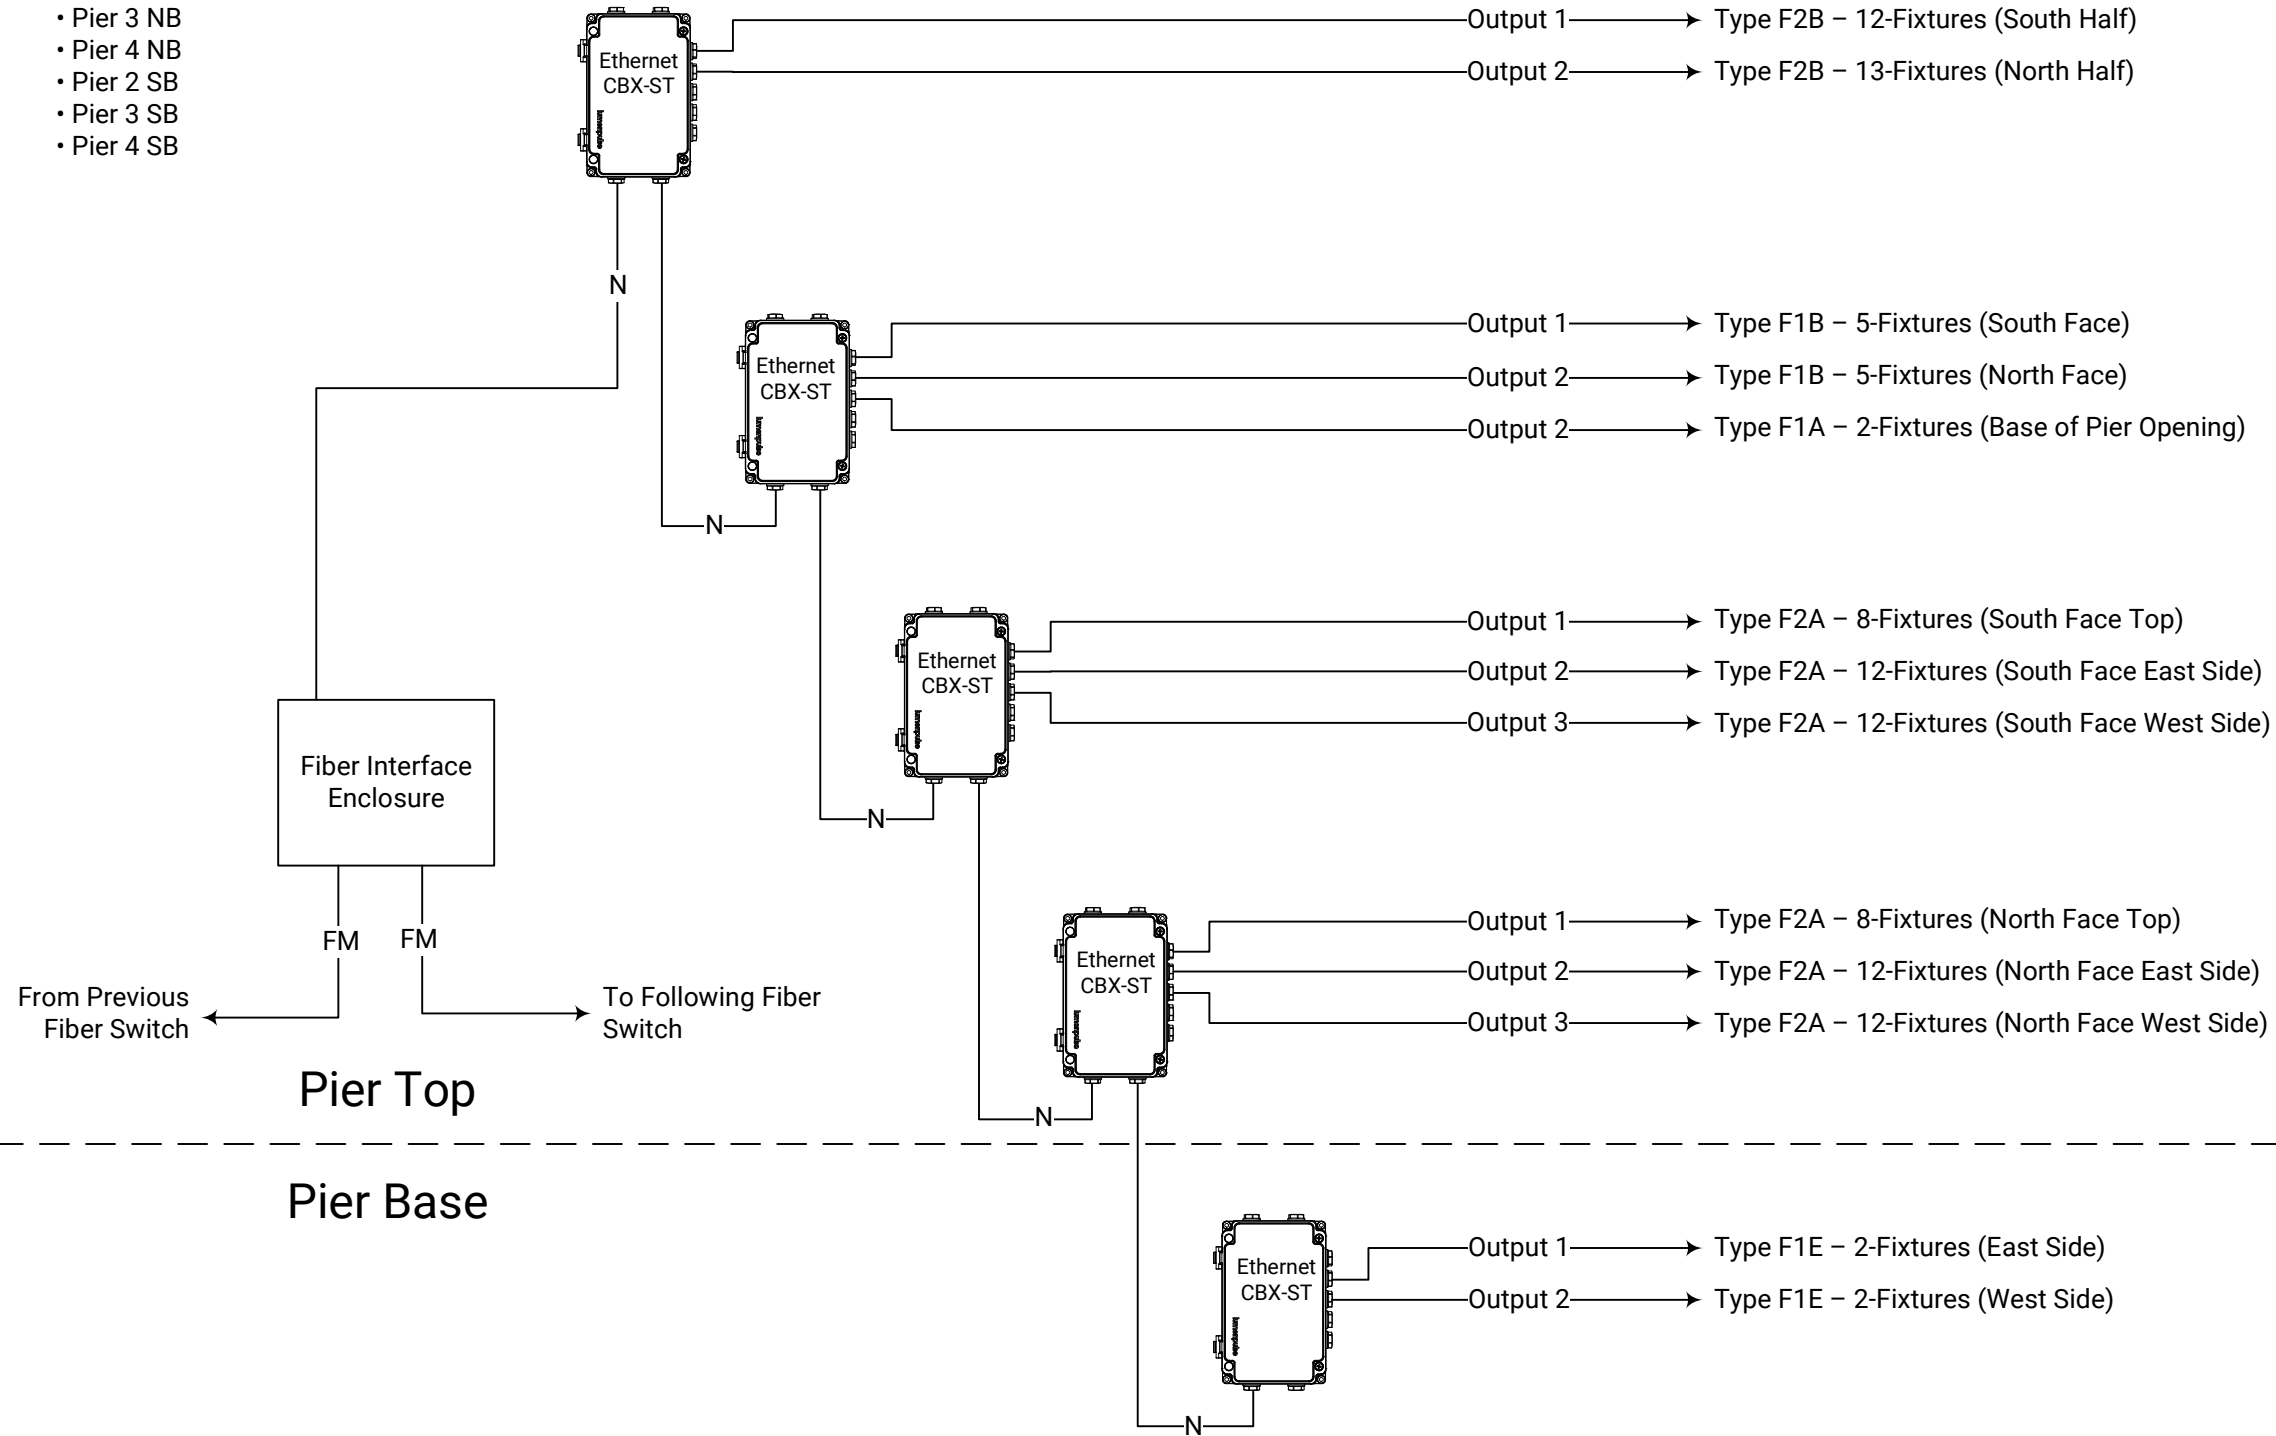 • Pier 3 NB
• Pier 4 NB
• Pier 2 SB
• Pier 3 SB
• Pier 4 SB
Ethernet
CBX-ST
lumenpulse
Output 1
Type F2B – 12-Fixtures (South Half)
Output 2
Type F2B – 13-Fixtures (North Half)
N
Ethernet
CBX-ST
lumenpulse
Output 1
Type F1B – 5-Fixtures (South Face)
Output 2
Type F1B – 5-Fixtures (North Face)
Output 2
Type F1A – 2-Fixtures (Base of Pier Opening)
N
Ethernet
CBX-ST
lumenpulse
Output 1
Type F2A – 8-Fixtures (South Face Top)
Output 2
Type F2A – 12-Fixtures (South Face East Side)
Output 3
Type F2A – 12-Fixtures (South Face West Side)
N
Fiber Interface
Enclosure
FM
FM
From Previous
Fiber Switch
To Following Fiber
Switch
Ethernet
CBX-ST
lumenpulse
Output 1
Type F2A – 8-Fixtures (North Face Top)
Output 2
Type F2A – 12-Fixtures (North Face East Side)
Output 3
Type F2A – 12-Fixtures (North Face West Side)
N
Pier Top
Pier Base
Ethernet
CBX-ST
lumenpulse
Output 1
Type F1E – 2-Fixtures (East Side)
Output 2
Type F1E – 2-Fixtures (West Side)
N